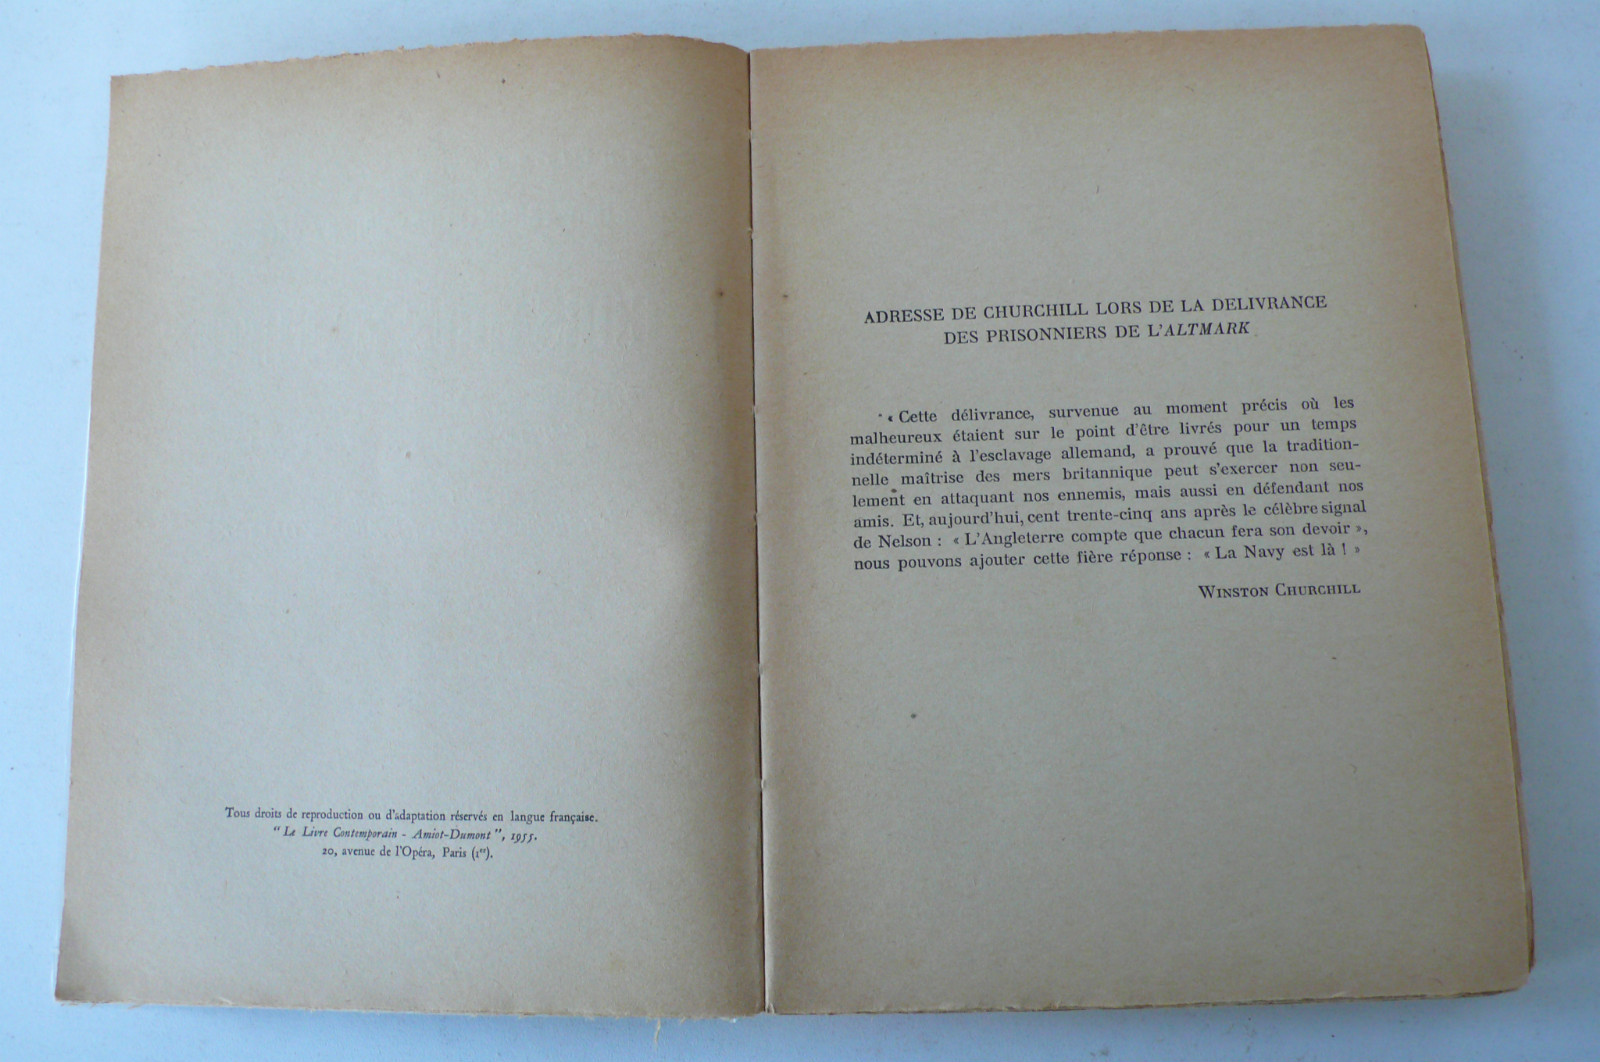 Tous droits de reproduction ou d'adaptation réservés en langue française.
" Le Livre Contemporain - Amiot-Dumont ", 1955.
20, avenue de l'Opéra, Paris (1er).
ADRESSE DE CHURCHILL LORS DE LA DELIVRANCE
DES PRISONNIERS DE L'ALTMARK
« Cette délivrance, survenue au moment précis où les
malheureux étaient sur le point d'être livrés pour un temps
indéterminé à l'esclavage allemand, a prouvé que la tradition-
nelle maîtrise des mers britannique peut s'exercer non seu-
lement en attaquant nos ennemis, mais aussi en défendant nos
amis. Et, aujourd'hui, cent trente-cinq ans après le célèbre signal
de Nelson : « L'Angleterre compte que chacun fera son devoir »,
nous pouvons ajouter cette fière réponse : « La Navy est là ! »
WINSTON CHURCHILL